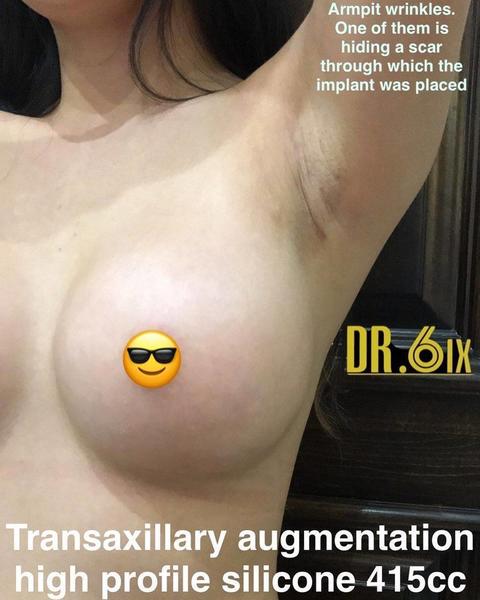 Armpit wrinkles.
One of them is
hiding a scar
through which the
implant was placed
DR.6IX
Transaxillary augmentation
high profile silicone 415cc